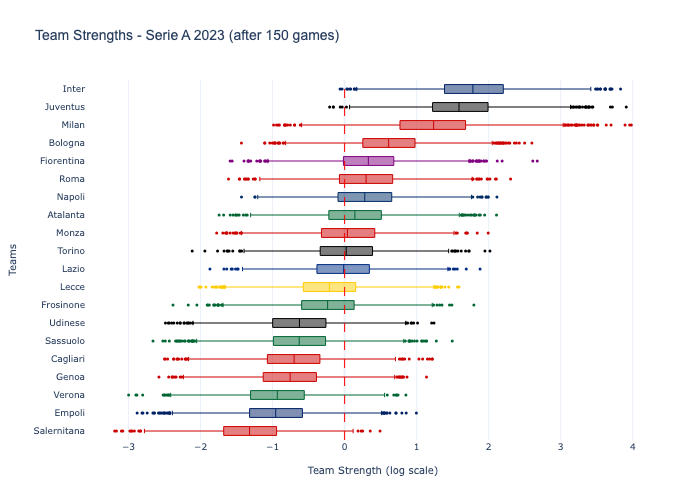 Team Strengths - Serie A 2023 (after 150 games)
Inter
Juventus
Milan
Bologna
Fiorentina
Roma
Napoli
Atalanta
Monza
Torino
Lazio
Lecce
Frosinone
Udinese
Sassuolo
Cagliari
Genoa
Verona
Empoli
Salernitana
Teams
−3 −2 −1 0 1 2 3 4
Team Strength (log scale)